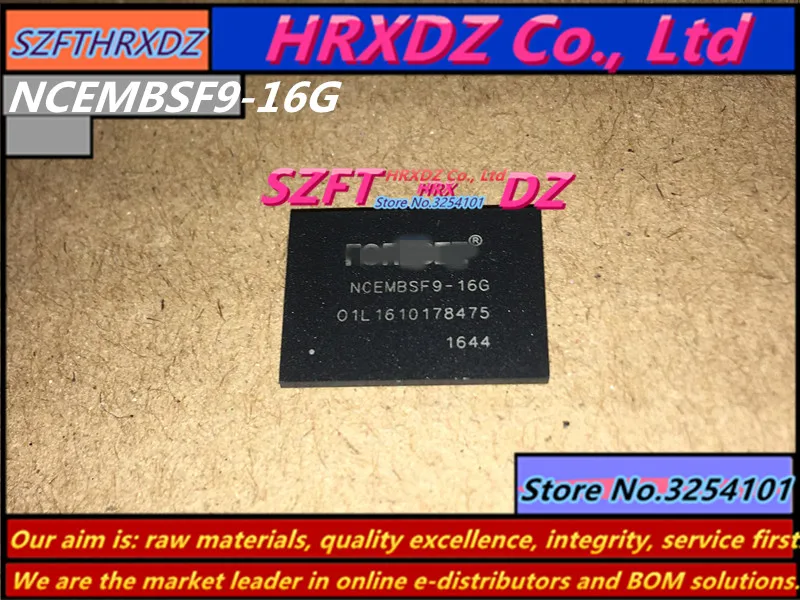 SZFTHRXDZ
HRXDZ Co., Ltd
NCEMBSF9-16G
SZFT HRXDZ Co., Ltd DZ
HRX
Store No.3254101
®
NCEMBSF9-16G
01L1610178475
1644
Store No.3254101
Our aim is: raw materials, quality excellence, integrity, service first
We are the market leader in online e-distributors and BOM solutions.